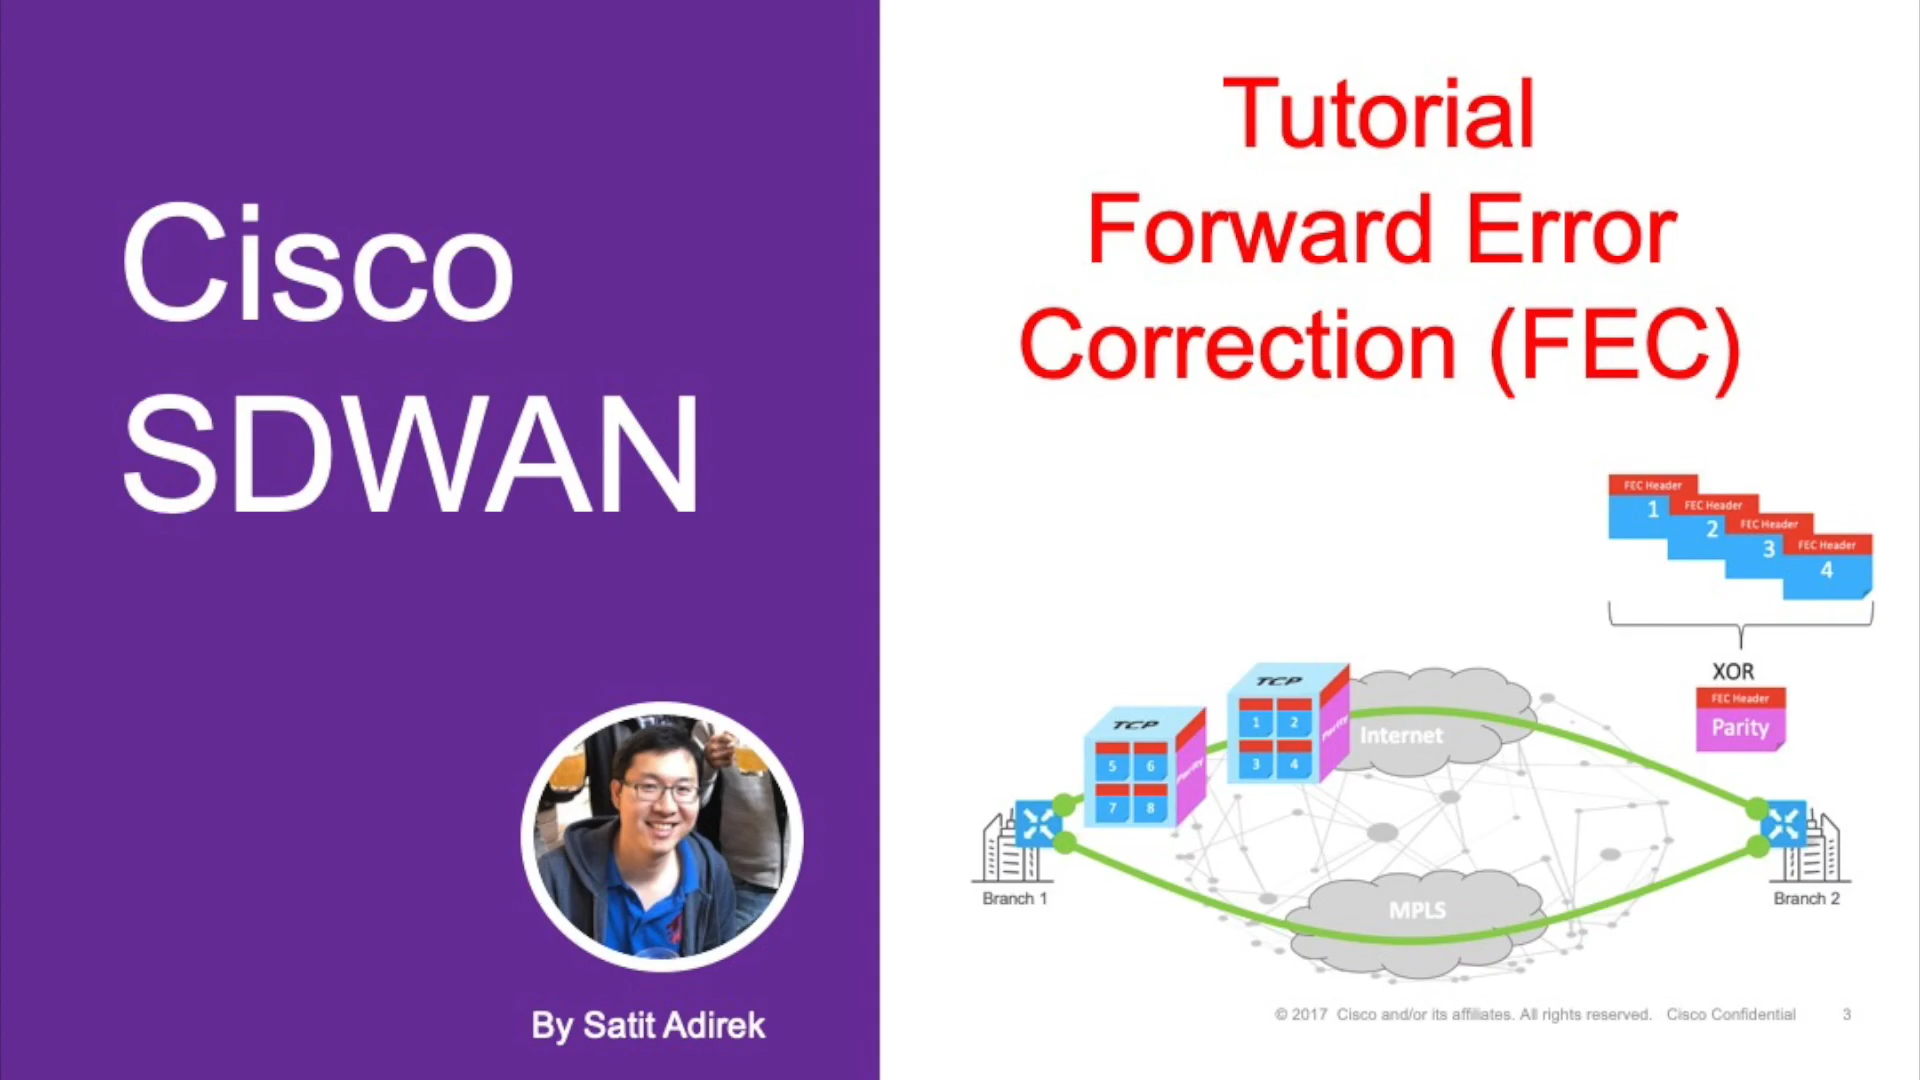 Cisco
SDWAN
By Satit Adirek
Tutorial
Forward Error
Correction (FEC)
FEC Header
1
FEC Header
2
FEC Header
3
FEC Header
4
XOR
FEC Header
Parity
TCP
1 2
3 4
Parity
TCP
5 6
7 8
Parity
Internet
MPLS
Branch 1
Branch 2
© 2017 Cisco and/or its affiliates. All rights reserved. Cisco Confidential 3